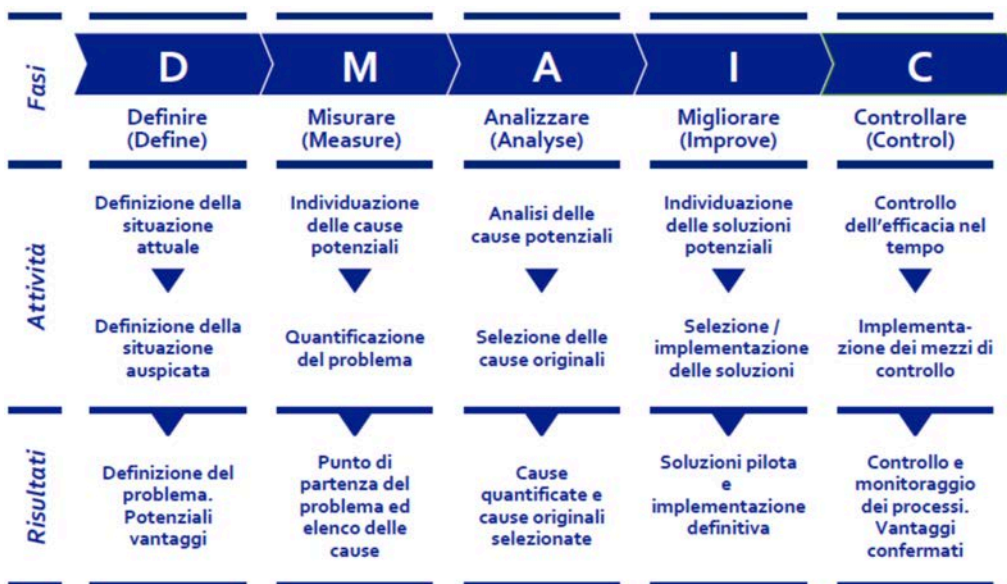 Fasi
D
M
A
I
C
Definire
(Define)
Misurare
(Measure)
Analizzare
(Analyse)
Migliorare
(Improve)
Controllare
(Control)
Attività
Definizione della
situazione
attuale
Individuazione
delle cause
potenziali
Analisi delle
cause potenziali
Individuazione
delle soluzioni
potenziali
Controllo
dell'efficacia nel
tempo
Definizione della
situazione
auspicata
Quantificazione
del problema
Selezione delle
cause originali
Selezione /
implementazione
delle soluzioni
Implementa-
zione dei mezzi di
controllo
Risultati
Definizione del
problema.
Potenziali
vantaggi
Punto di
partenza del
problema ed
elenco delle
cause
Cause
quantificate e
cause originali
selezionate
Soluzioni pilota
e
implementazione
definitiva
Controllo e
monitoraggio
dei processi.
Vantaggi
confermati